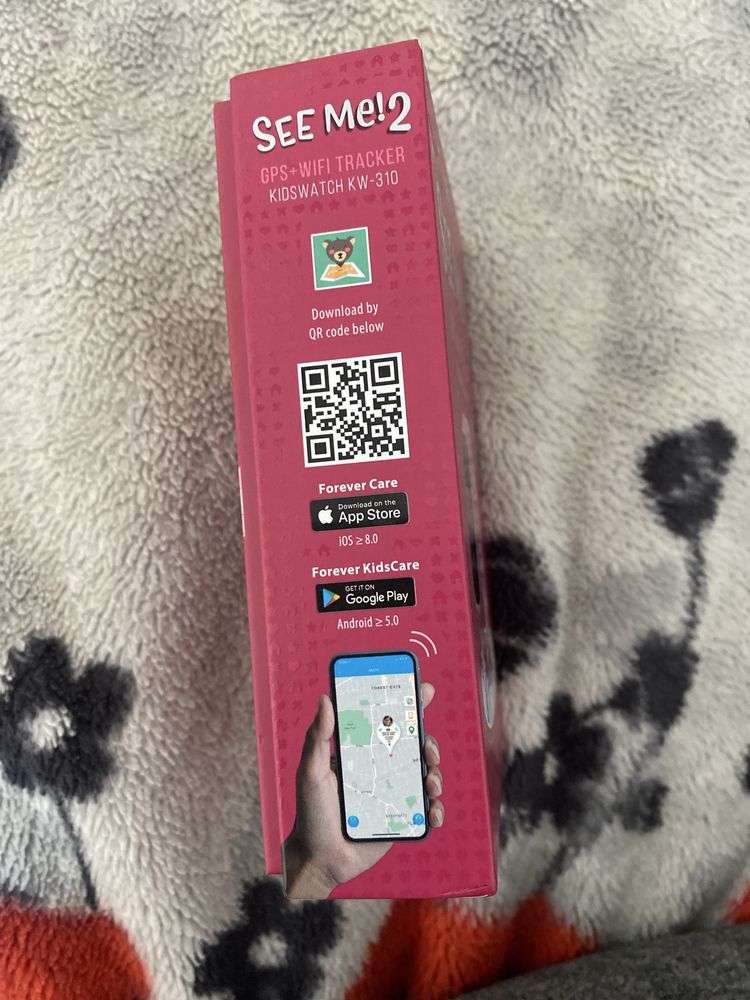 SEE Me!2
GPS+WIFI TRACKER
KIDSWATCH KW-310
Download by
QR code below
Forever Care
Download on the
App Store
iOS ≥ 8.0
Forever KidsCare
GET IT ON
Google Play
Android ≥ 5.0
FOREST GATE